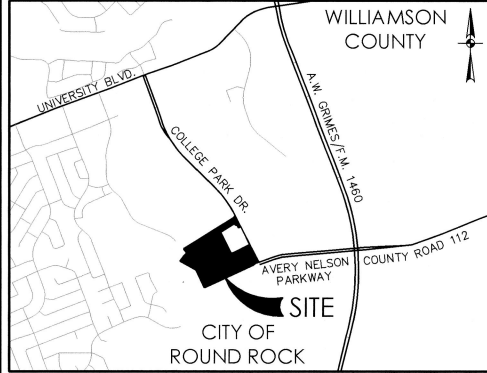 WILLIAMSON
COUNTY
UNIVERSITY BLVD.
A.W. GRIMES/F.M. 1460
COLLEGE PARK DR.
AVERY NELSON
PARKWAY
COUNTY ROAD 112
SITE
CITY OF
ROUND ROCK